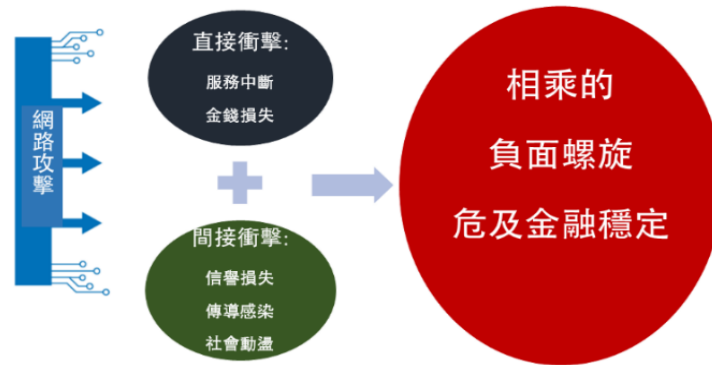 網路攻擊
直接衝擊:
服務中斷
金錢損失
+
間接衝擊:
信譽損失
傳導感染
社會動盪
相乘的
負面螺旋
危及金融穩定